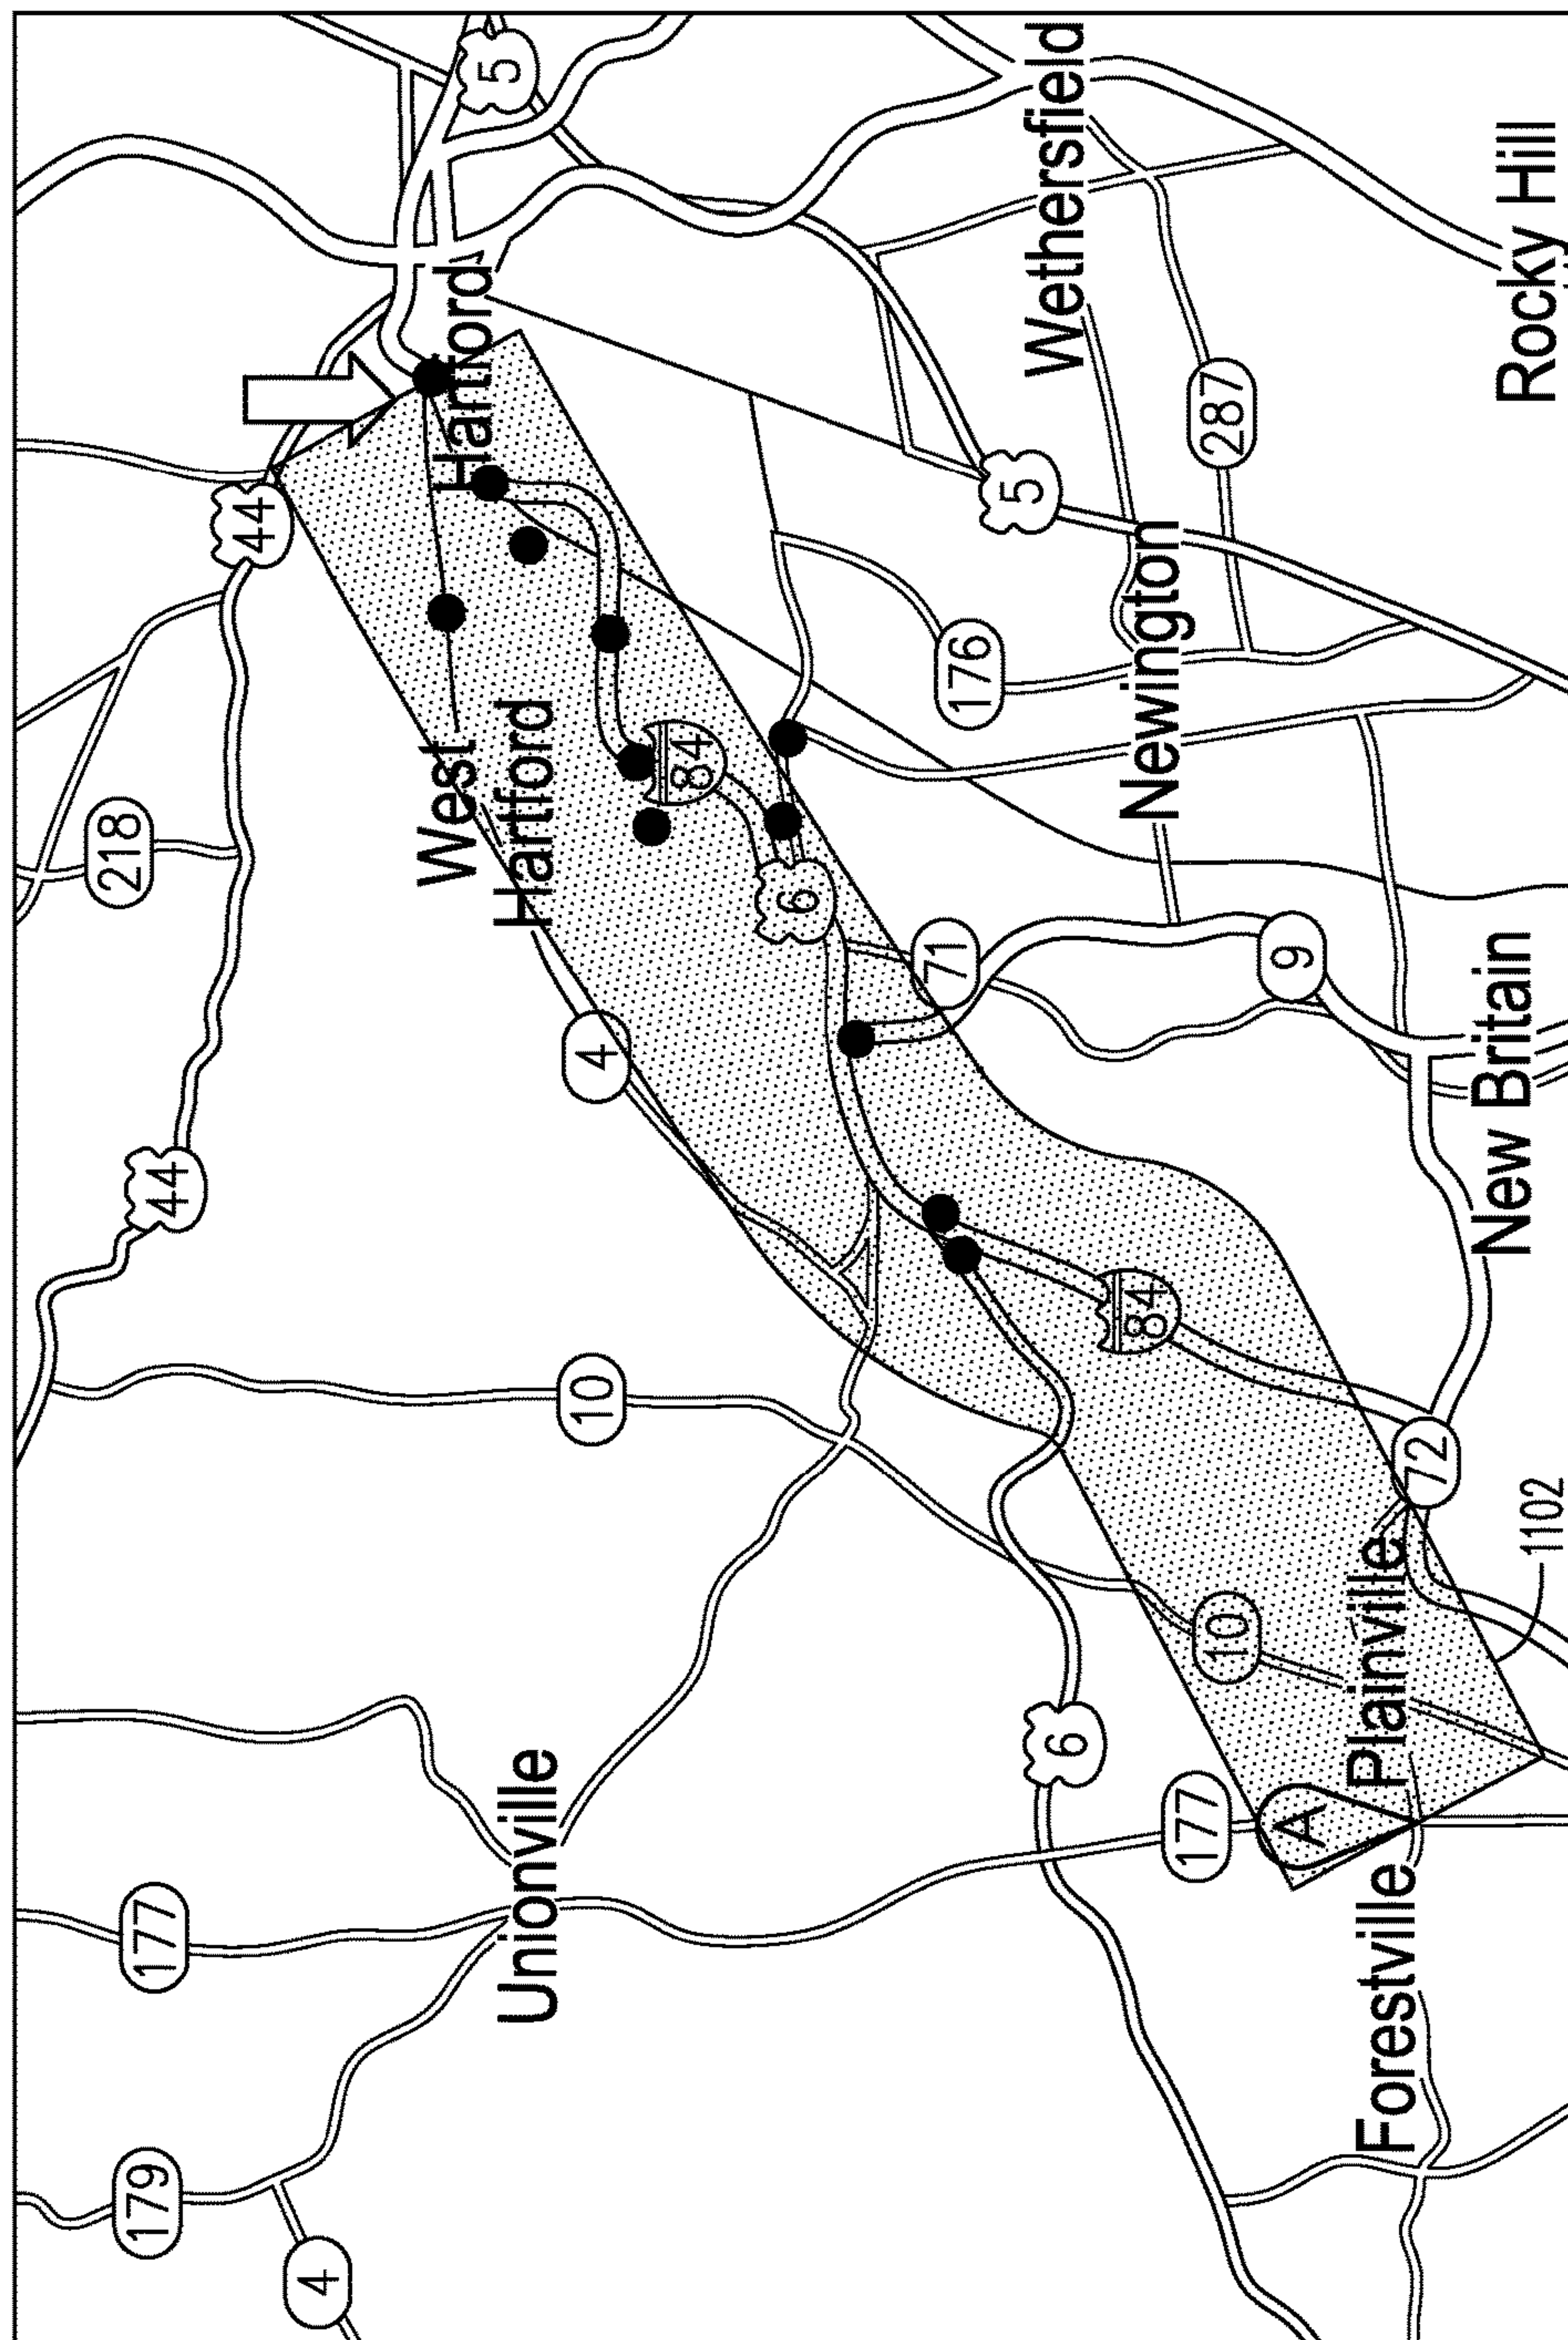 179
4
177
Unionville
44
218
44
4
10
West
Hartford
Hartford
5
84
6
71
176
5
Wethersfield
287
Newington
9
New Britain
Rocky Hill
84
6
177
10
72
A
Plainville
Forestville
1102